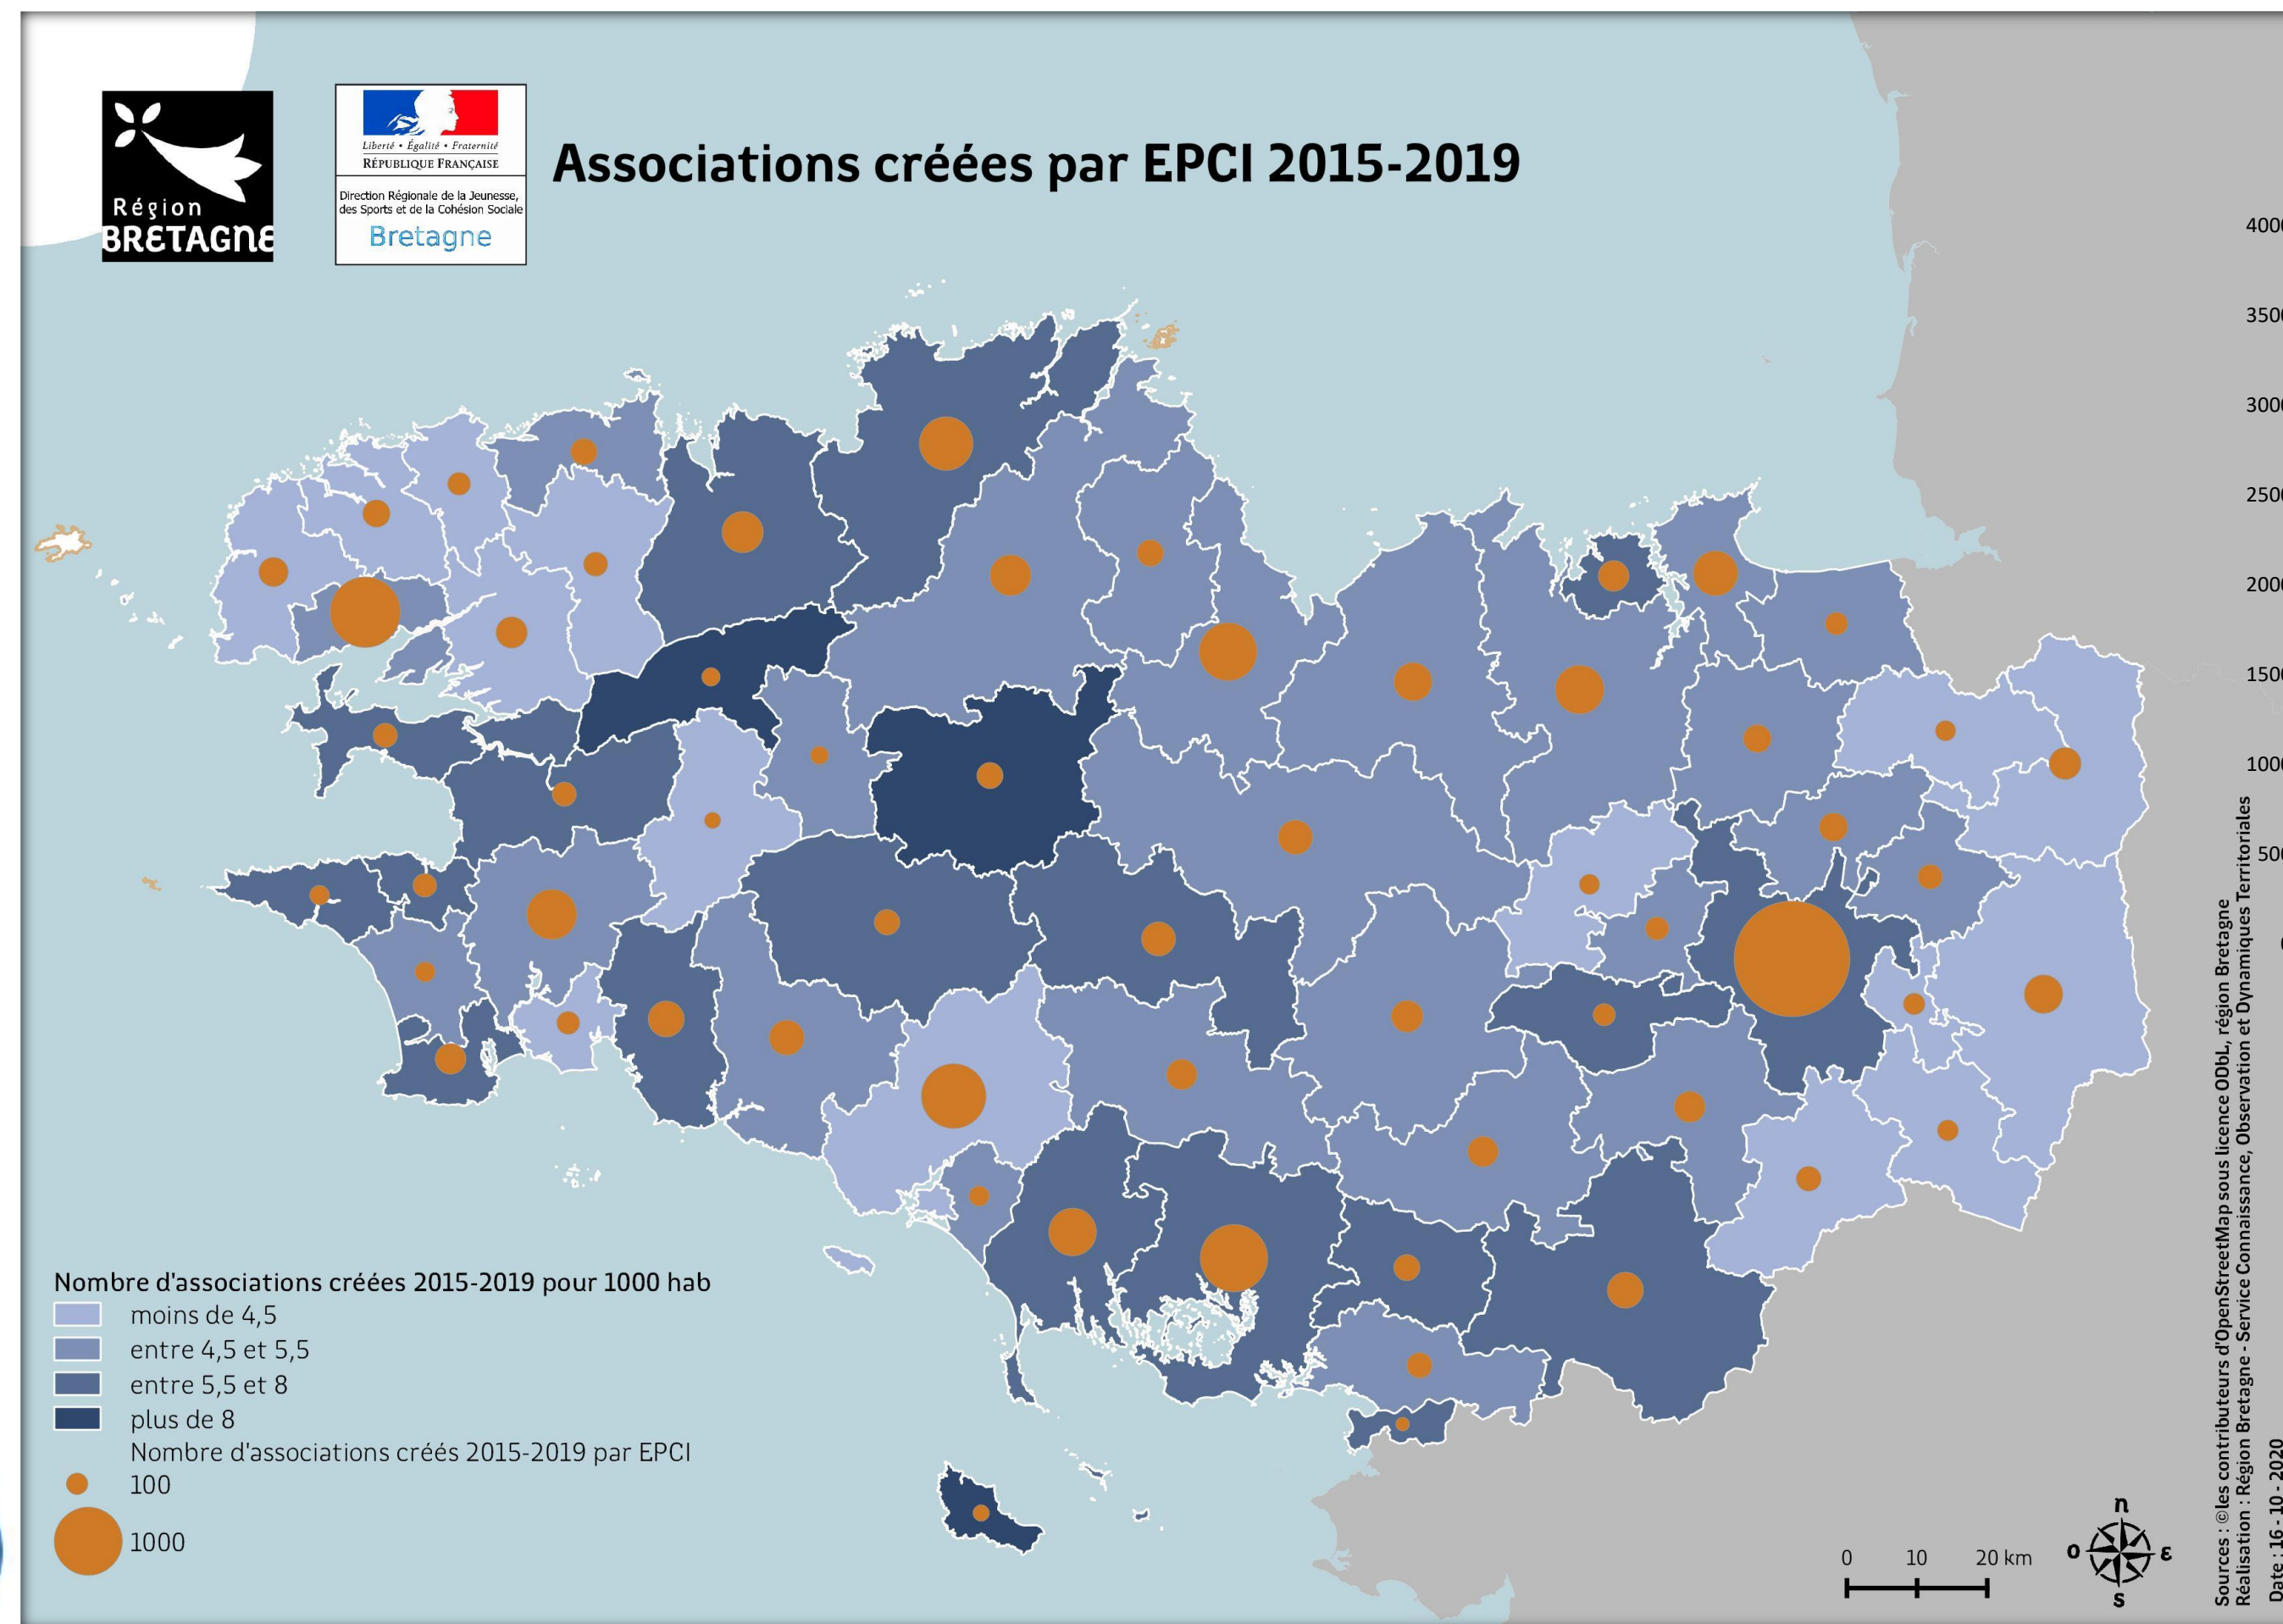 Région
BRETAGNE
Liberté • Égalité • Fraternité
RÉPUBLIQUE FRANÇAISE
Direction Régionale de la Jeunesse,
des Sports et de la Cohésion Sociale
Bretagne
Associations créées par EPCI 2015-2019
Nombre d'associations créées 2015-2019 pour 1000 hab
moins de 4,5
entre 4,5 et 5,5
entre 5,5 et 8
plus de 8
Nombre d'associations créés 2015-2019 par EPCI
100
1000
0 10 20 km
n
o ε
s
Sources : ©les contributeurs d'OpenStreetMap sous licence ODbL, région Bretagne
Réalisation : Région Bretagne - Service Connaissance, Observation et Dynamiques Territoriales
Date : 16 - 10 - 2020